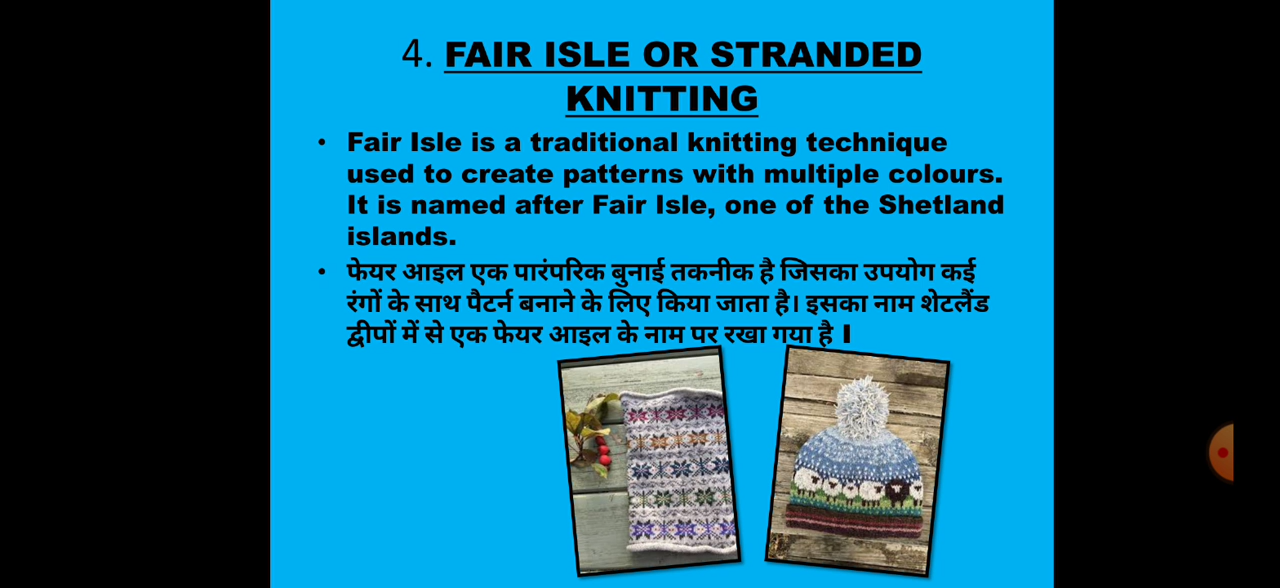 4. FAIR ISLE OR STRANDED
KNITTING
• Fair Isle is a traditional knitting technique
used to create patterns with multiple colours.
It is named after Fair Isle, one of the Shetland
islands.
• फेयर आइल एक पारंपरिक बुनाई तकनीक है जिसका उपयोग कई
रंगों के साथ पैटर्न बनाने के लिए किया जाता है। इसका नाम शेटलैंड
द्वीपों में से एक फेयर आइल के नाम पर रखा गया है I